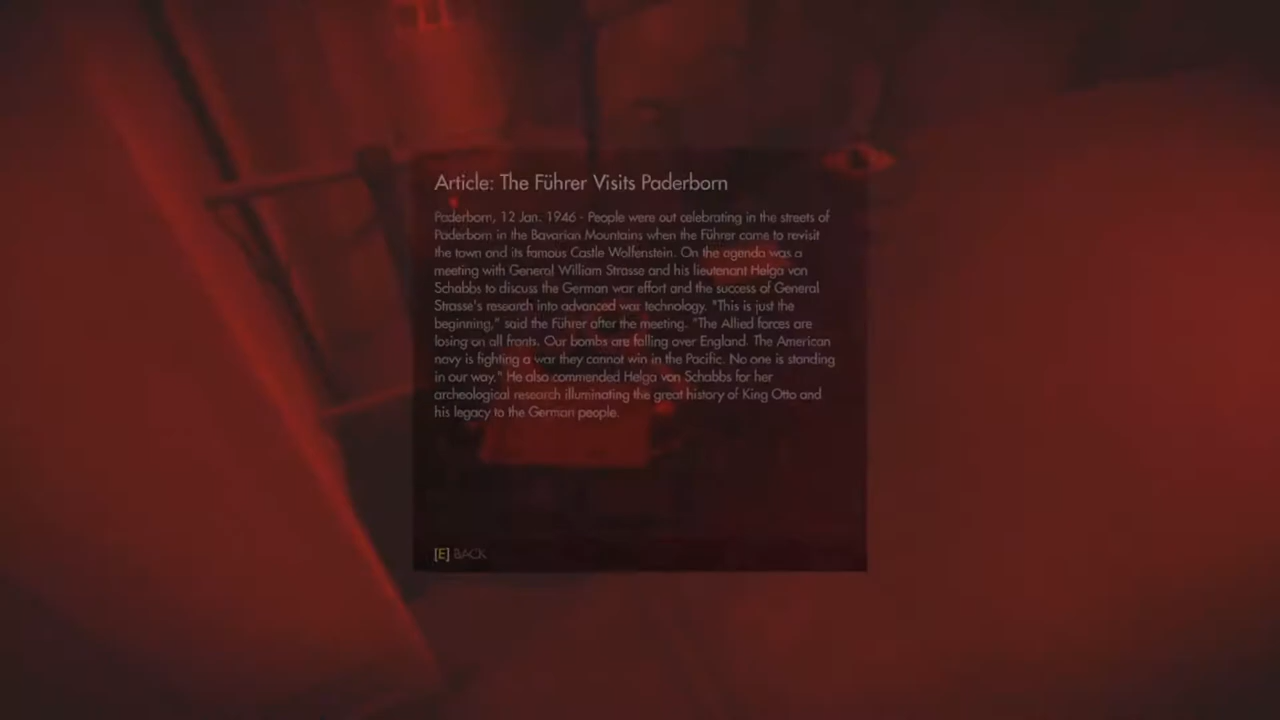 Article: The Führer Visits Paderborn
Paderborn, 12 Jan. 1946 - People were out celebrating in the streets of
Paderborn in the Bavarian Mountains when the Führer came to revisit
the town and its famous Castle Wolfenstein. On the agenda was a
meeting with General William Strasse and his lieutenant Helga von
Schabbs to discuss the German war effort and the success of General
Strasse's research into advanced war technology. "This is just the
beginning," said the Führer after the meeting. "The Allied forces are
losing on all fronts. Our bombs are falling over England. The American
navy is fighting a war they cannot win in the Pacific. No one is standing
in our way." He also commended Helga von Schabbs for her
archeological research illuminating the great history of King Otto and
his legacy to the German people.
[E] BACK